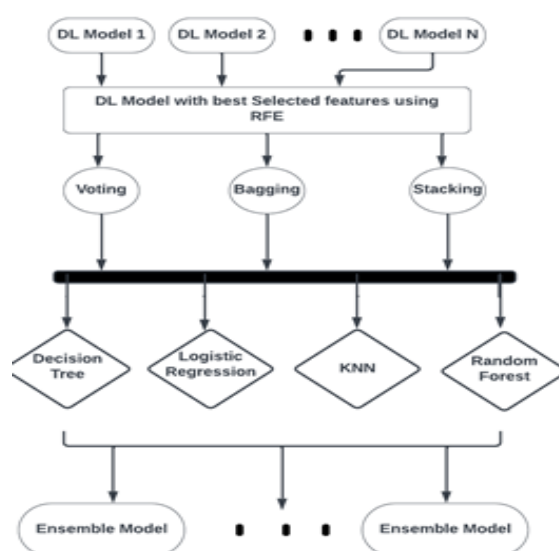 DL Model 1
DL Model 2
DL Model N
DL Model with best Selected features using
RFE
Voting
Bagging
Stacking
Decision
Tree
Logistic
Regression
KNN
Random
Forest
Ensemble Model
Ensemble Model